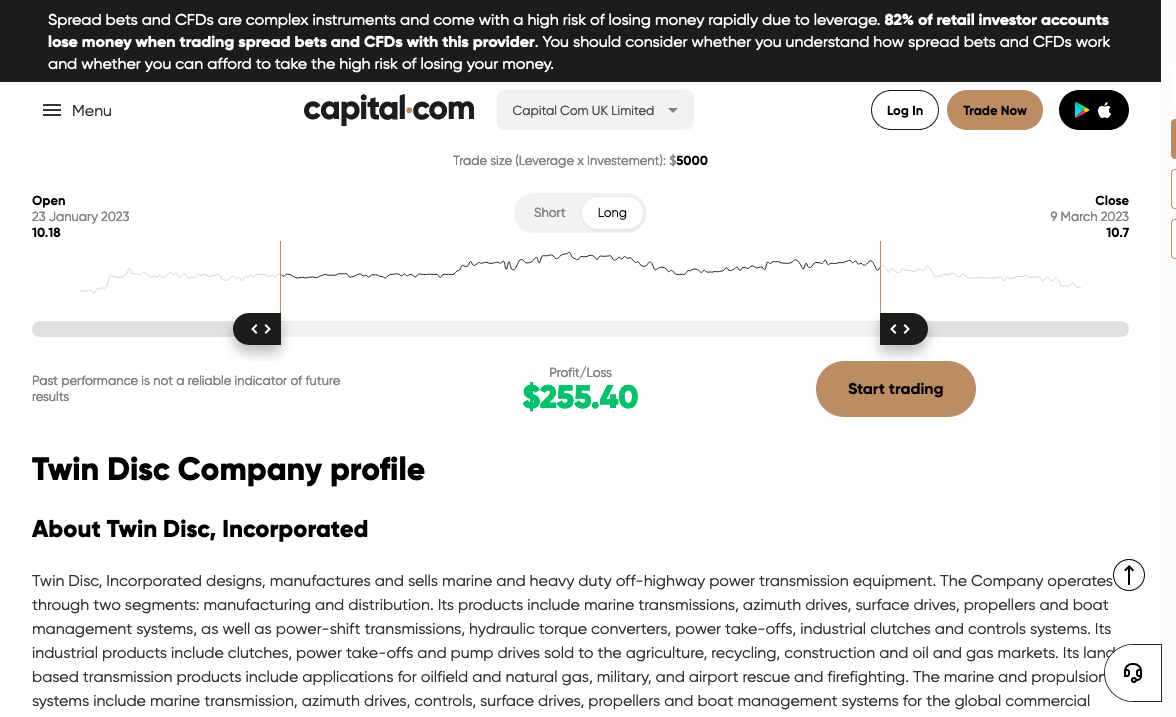 Spread bets and CFDs are complex instruments and come with a high risk of losing money rapidly due to leverage. 82% of retail investor accounts
lose money when trading spread bets and CFDs with this provider. You should consider whether you understand how spread bets and CFDs work
and whether you can afford to take the high risk of losing your money.
Menu
capital.com
Capital Com UK Limited
Log In
Trade Now
Trade size (Leverage x Investement): $5000
Open
23 January 2023
10.18
Short
Long
Close
9 March 2023
10.7
Past performance is not a reliable indicator of future
results
Profit/Loss
$255.40
Start trading
Twin Disc Company profile
About Twin Disc, Incorporated
Twin Disc, Incorporated designs, manufactures and sells marine and heavy duty off-highway power transmission equipment. The Company operates
through two segments: manufacturing and distribution. Its products include marine transmissions, azimuth drives, surface drives, propellers and boat
management systems, as well as power-shift transmissions, hydraulic torque converters, power take-offs, industrial clutches and controls systems. Its
industrial products include clutches, power take-offs and pump drives sold to the agriculture, recycling, construction and oil and gas markets. Its land
based transmission products include applications for oilfield and natural gas, military, and airport rescue and firefighting. The marine and propulsion
systems include marine transmission, azimuth drives, controls, surface drives, propellers and boat management systems for the global commercial